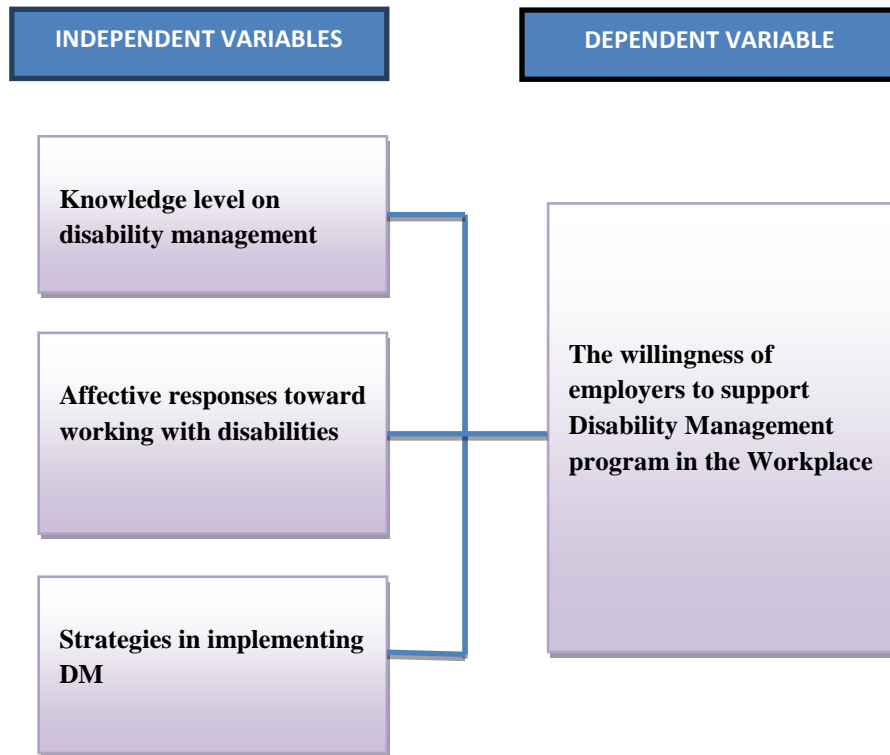 INDEPENDENT VARIABLES
DEPENDENT VARIABLE
Knowledge level on
disability management
Affective responses toward
working with disabilities
Strategies in implementing
DM
The willingness of
employers to support
Disability Management
program in the Workplace